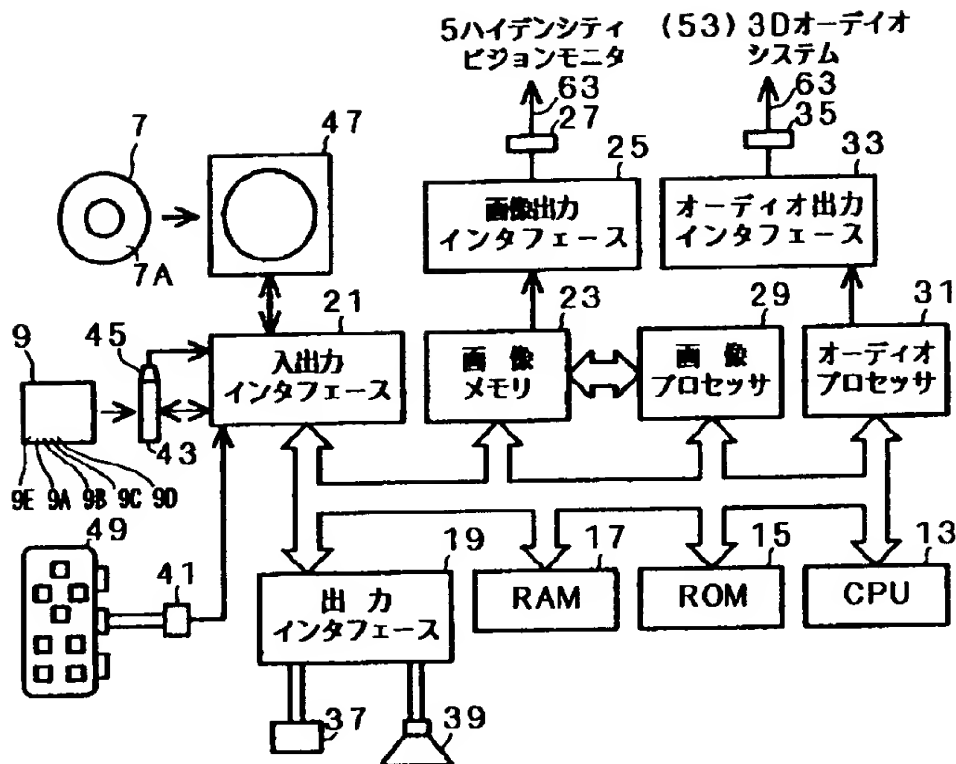 5ハイデンシティ
ビジョンモニタ
(53)3Dオーディオ
システム
63
27
63
35
7
47
25
33
画像出力
インタフェース
オーディオ出力
インタフェース
7A
21
23
29
31
9
45
入出力
インタフェース
画像
メモリ
画像
プロセッサ
オーディオ
プロセッサ
43
9E 9A 9B 9C 9D
49
41
19
17
15
13
出力
インタフェース
RAM
ROM
CPU
37
39